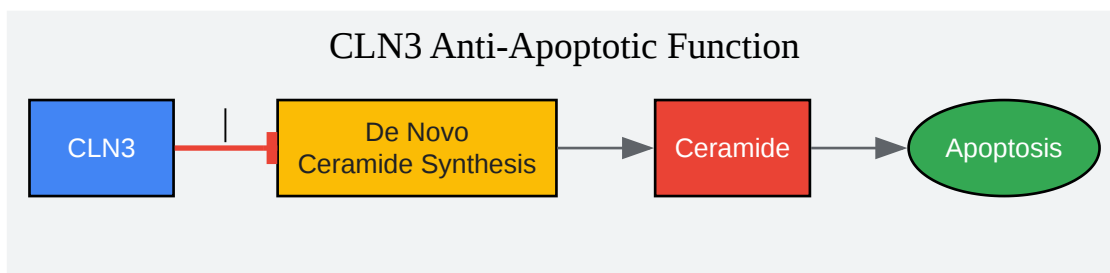 CLN3 Anti-Apoptotic Function
CLN3
|
De Novo
Ceramide Synthesis
Ceramide
Apoptosis